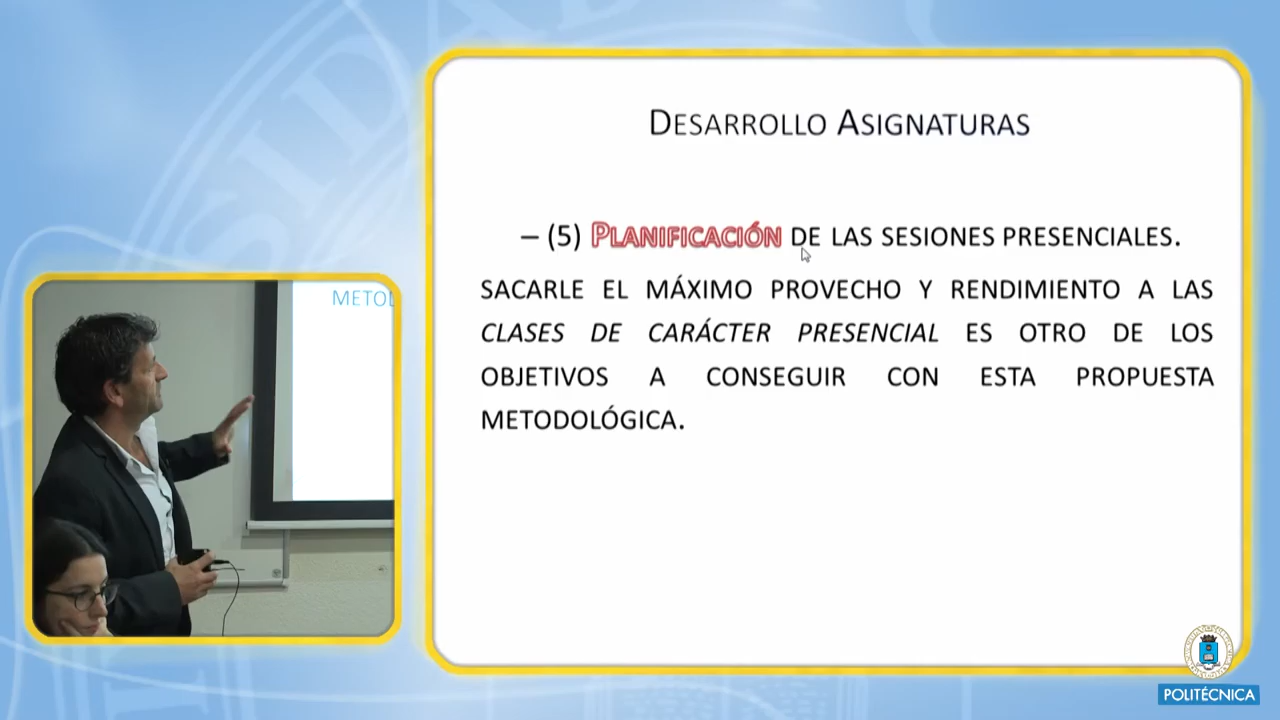 DESARROLLO ASIGNATURAS
– (5) PLANIFICACIÓN DE LAS SESIONES PRESENCIALES.
SACARLE EL MÁXIMO PROVECHO Y RENDIMIENTO A LAS
CLASES DE CARÁCTER PRESENCIAL ES OTRO DE LOS
OBJETIVOS A CONSEGUIR CON ESTA PROPUESTA
METODOLÓGICA.
METOD
POLITÉCNICA